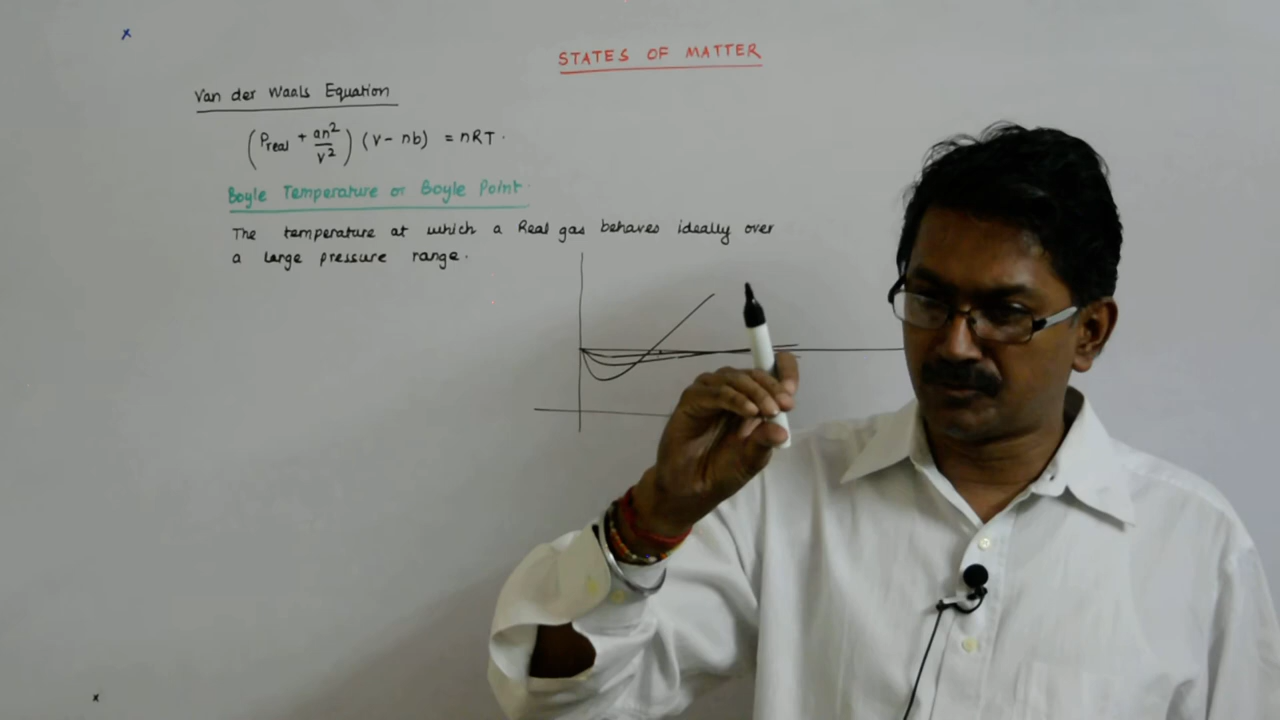 STATES OF MATTER
Van der Waals Equation
(Preal + an²/v²) (v - nb) = nRT.
Boyle Temperature or Boyle Point.
The temperature at which a Real gas behaves ideally over
a large pressure range.